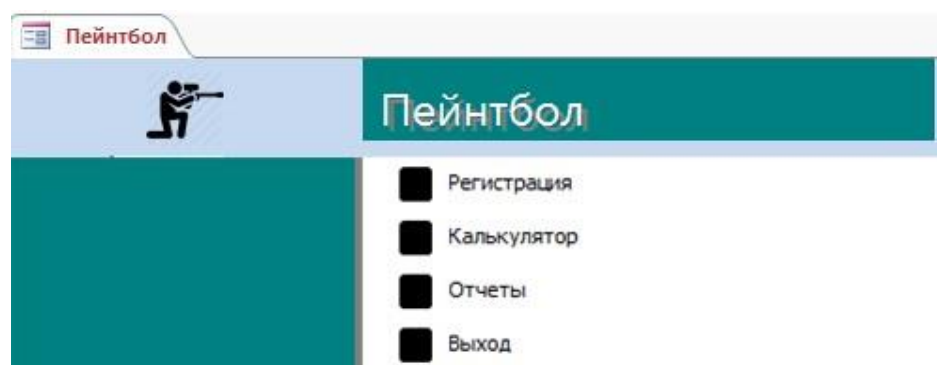 Пейнтбол
Пейнтбол
Регистрация
Калькулятор
Отчеты
Выход